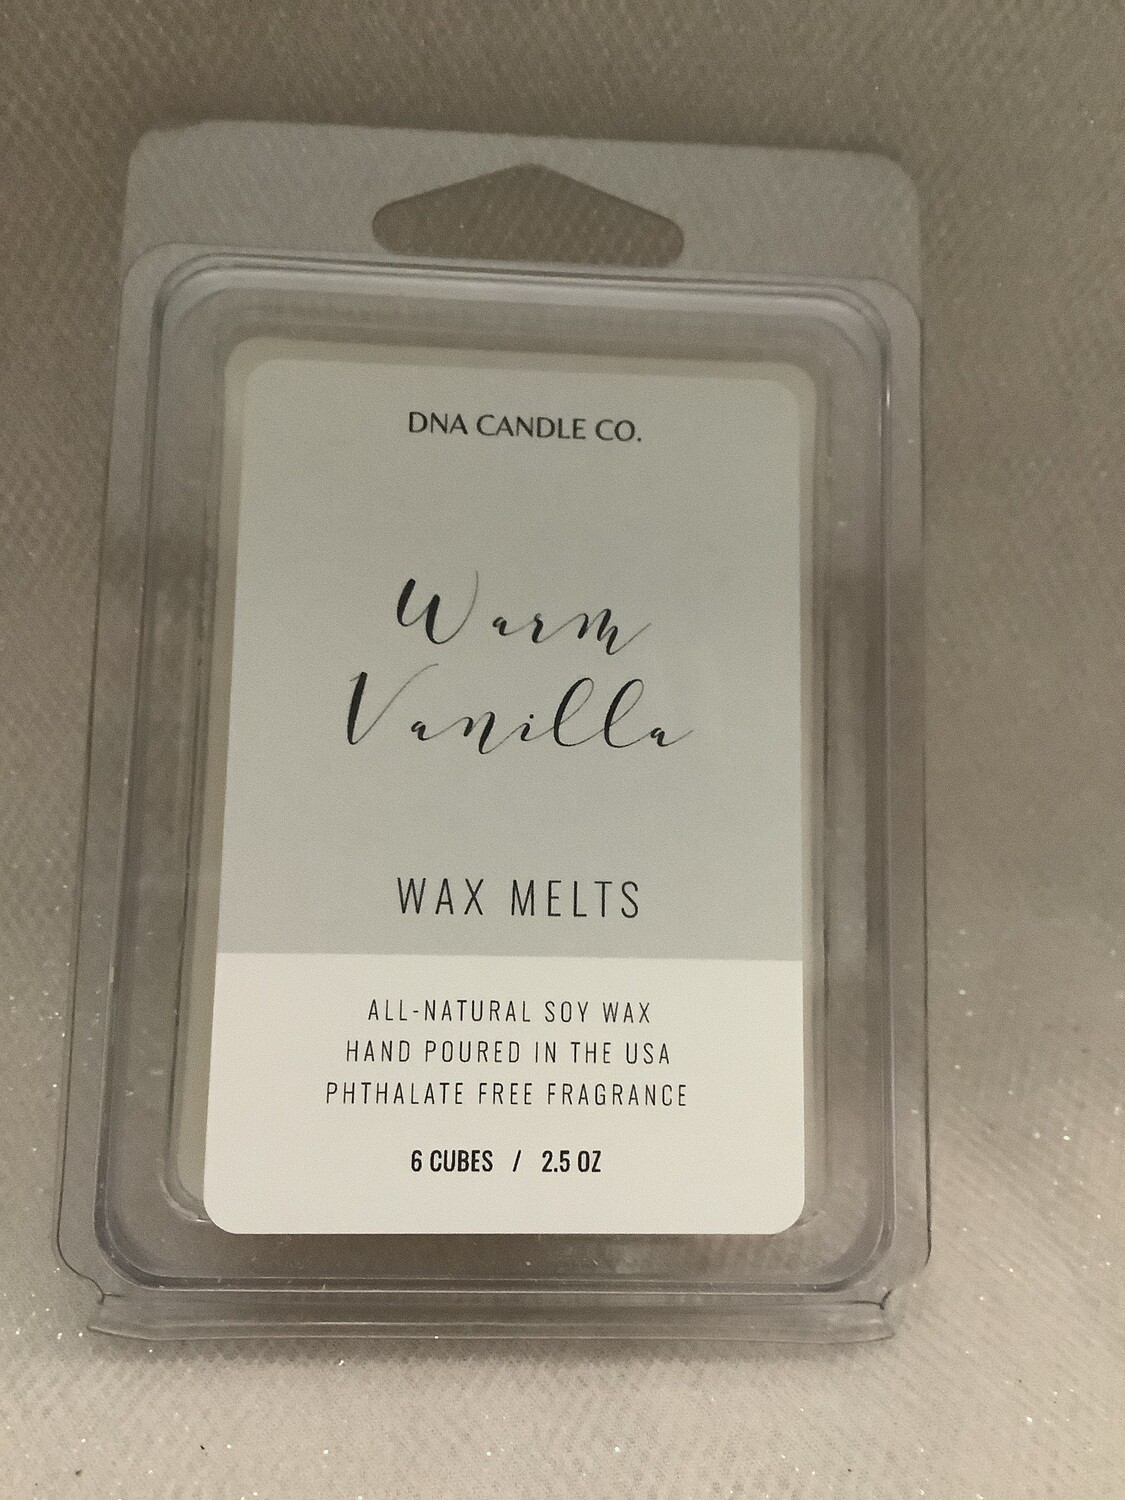 DNA CANDLE CO.
Warm
Vanilla
WAX MELTS
ALL-NATURAL SOY WAX
HAND POURED IN THE USA
PHTHALATE FREE FRAGRANCE
6 CUBES / 2.5 OZ